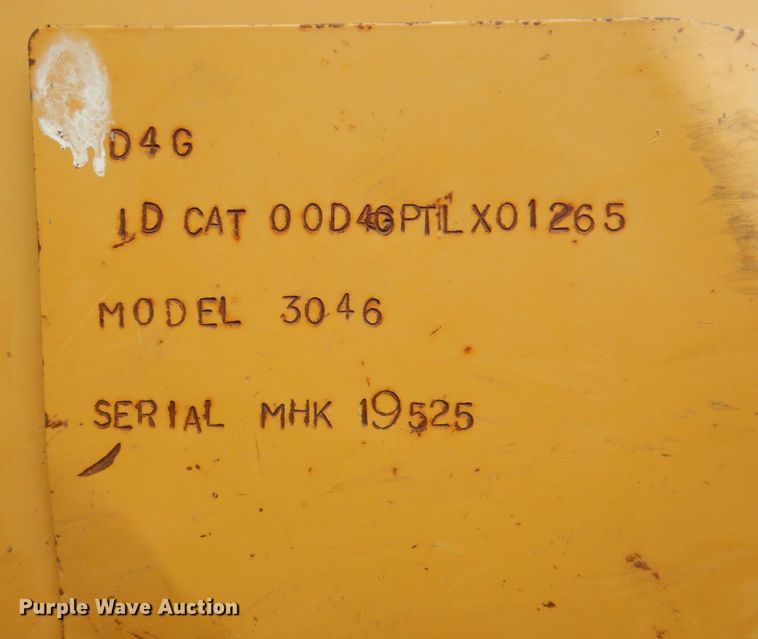 D4G
ID CAT 00D4GPTLX01265
MODEL 3046
SERIAL MHK 19525
Purple Wave Auction